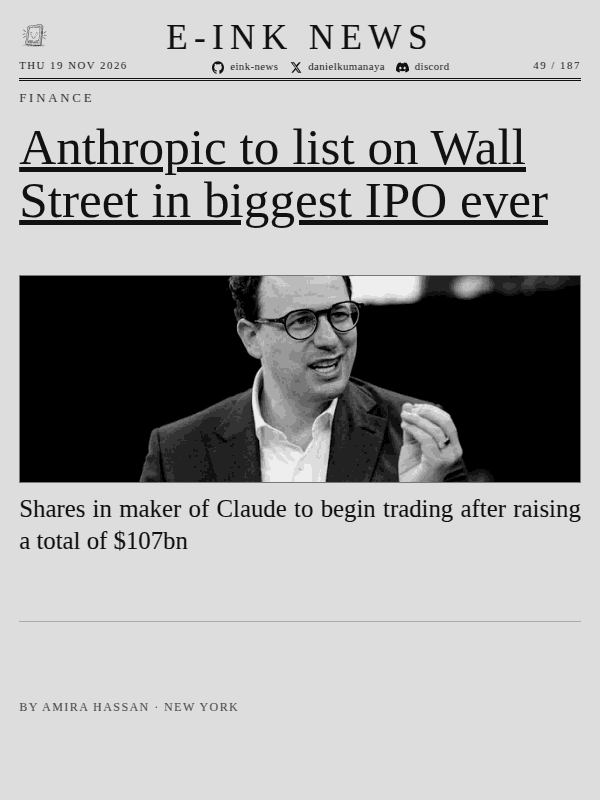 E-INK NEWS
THU 19 NOV 2026
eink-news
danielkumanaya
discord
49 / 187
FINANCE
Anthropic to list on Wall
Street in biggest IPO ever
Shares in maker of Claude to begin trading after raising
a total of $107bn
BY AMIRA HASSAN · NEW YORK